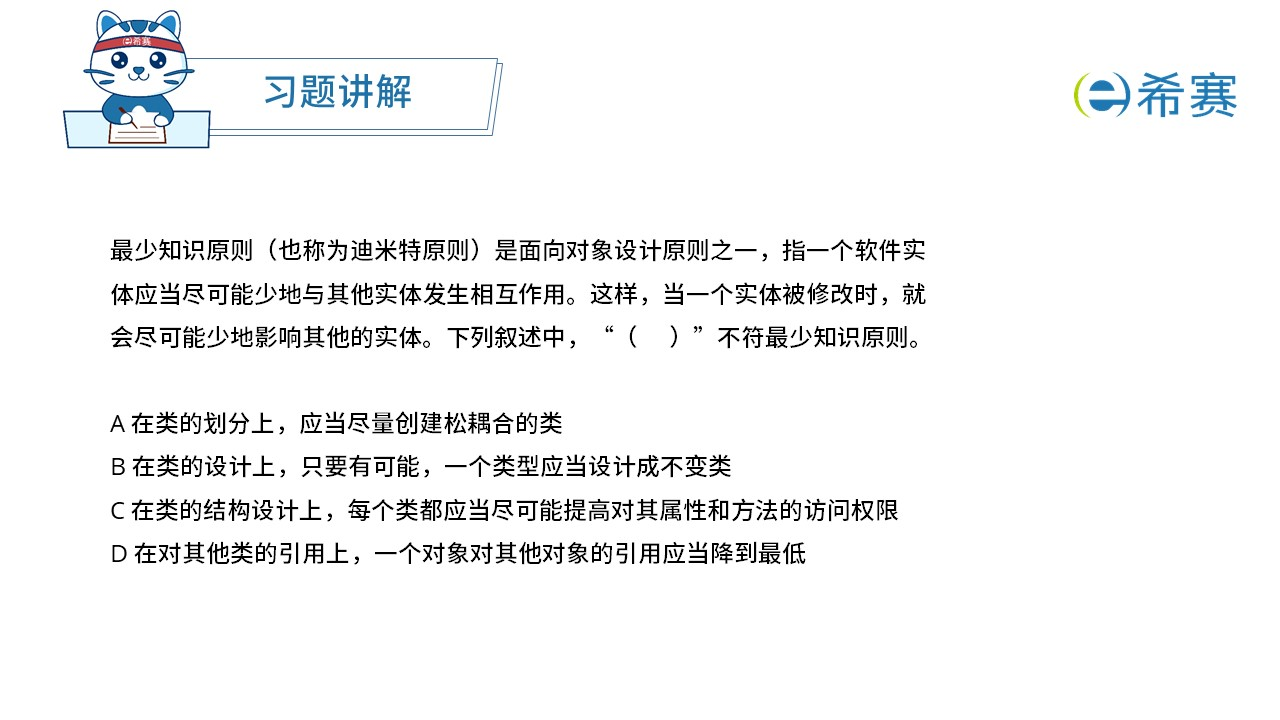 希赛
习题讲解
希赛
最少知识原则（也称为迪米特原则）是面向对象设计原则之一，指一个软件实
体应当尽可能少地与其他实体发生相互作用。这样，当一个实体被修改时，就
会尽可能少地影响其他的实体。下列叙述中，“（ ）”不符最少知识原则。
A 在类的划分上，应当尽量创建松耦合的类
B 在类的设计上，只要有可能，一个类型应当设计成不变类
C 在类的结构设计上，每个类都应当尽可能提高对其属性和方法的访问权限
D 在对其他类的引用上，一个对象对其他对象的引用应当降到最低